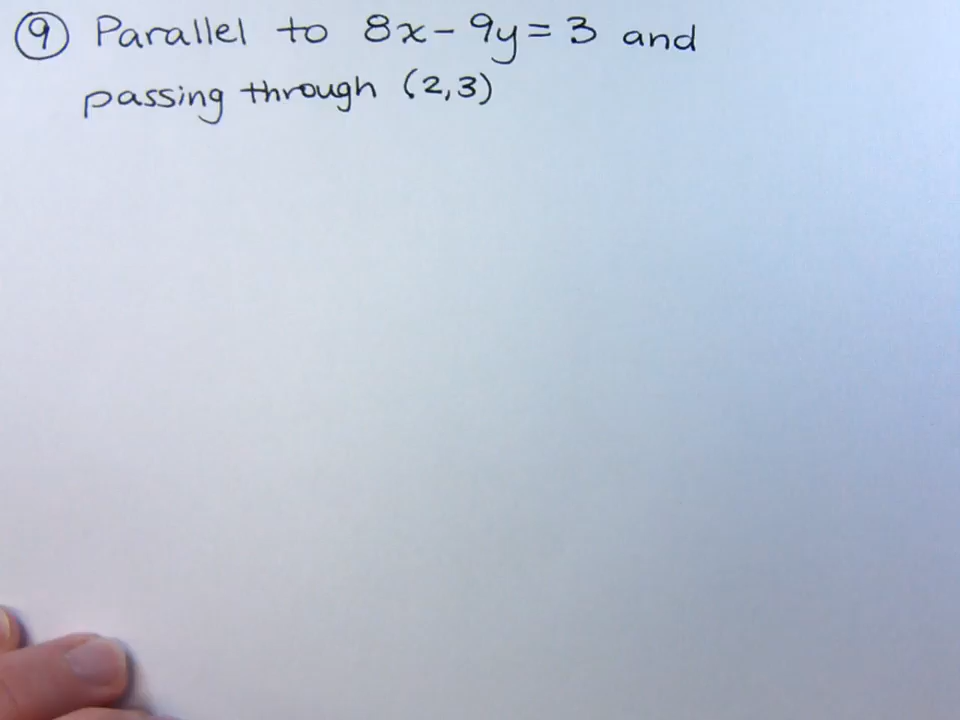 ⑨ Parallel to 8x - 9y = 3 and
passing through (2,3)